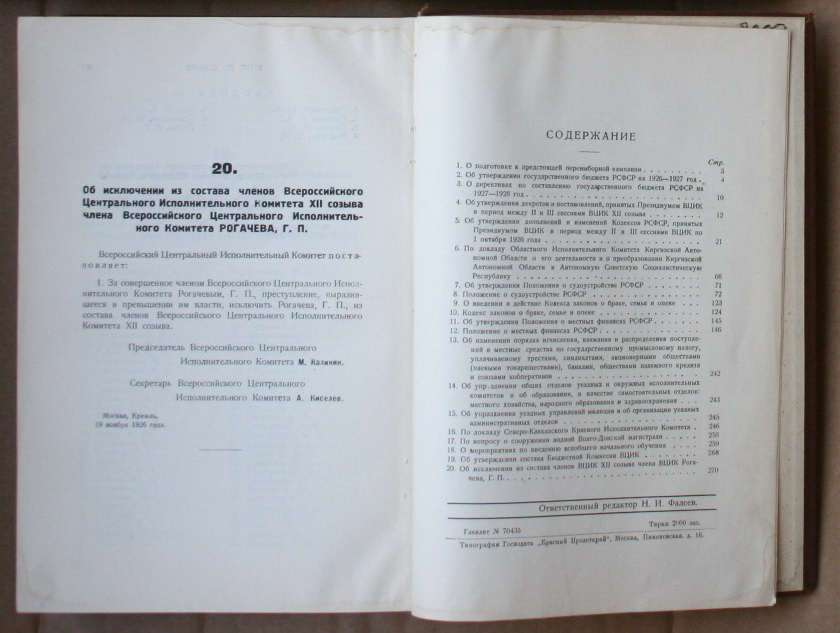 20.
Об исключении из состава членов Всероссийского
Центрального Исполнительного Комитета XII созыва
члена Всероссийского Центрального Исполнитель-
ного Комитета РОГАЧЕВА, Г. П.
Всероссийский Центральный Исполнительный Комитет поста-
новляет:
1. За совершенное членом Всероссийского Центрального Испол-
нительного Комитета Рогачевым, Г. П., преступление, выразив-
шееся в превышении им власти, исключить Рогачева, Г. П., из
состава членов Всероссийского Центрального Исполнительного
Комитета XII созыва.
Председатель Всероссийского Центрального
Исполнительного Комитета М. Калинин.
Секретарь Всероссийского Центрального
Исполнительного Комитета А. Киселев.
Москва, Кремль,
19 ноября 1926 года.
СОДЕРЖАНИЕ
Стр.
1. О подготовке к предстоящей перевыборной кампании 3
2. Об утверждении государственного бюджета РСФСР на 1926—1927 год 4
3. О директивах по составлению государственного бюджета РСФСР на
1927—1928 год 10
4. Об утверждении декретов и постановлений, принятых Президиумом ВЦИК
в период между II и III сессиями ВЦИК XII созыва 12
5. Об утверждении дополнений и изменений Кодексов РСФСР, принятых
Президиумом ВЦИК в период между II и III сессиями ВЦИК по
1 октября 1926 года 21
6. По докладу Областного Исполнительного Комитета Киргизской Авто-
номной Области о его деятельности и о преобразовании Киргизской
Автономной Области в Автономную Советскую Социалистическую
Республику 66
7. Об утверждении Положения о судоустройстве РСФСР 71
8. Положение о судоустройстве РСФСР 72
9. О введении в действие Кодекса законов о браке, семье и опеке 123
10. Кодекс законов о браке, семье и опеке 124
11. Об утверждении Положения о местных финансах РСФСР 145
12. Положение о местных финансах РСФСР 146
13. Об изменении порядка исчисления, взимания и распределения поступ-
лений в местные средства по государственному промысловому налогу,
уплачиваемому трестами, синдикатами, акционерными обществами
(паевыми товариществами), банками, обществами взаимного кредита
и союзами кооперативов 242
14. Об упразднении общих отделов уездных и окружных исполнительных
комитетов и об образовании, в качестве самостоятельных отделов:
местного хозяйства, народного образования и здравоохранения 243
15. Об упразднении уездных управлений милиции и об организации уездных
административных отделов 245
16. По докладу Северо-Кавказского Краевого Исполнительного Комитета 246
17. По вопросу о сооружении водной Волго-Донской магистрали 256
18. О мероприятиях по введению всеобщего начального обучения 259
19. Об утверждении состава Бюджетной Комиссии ВЦИК 268
20. Об исключении из состава членов ВЦИК XII созыва члена ВЦИК Рога-
чева, Г. П. 270
Ответственный редактор Н. И. Фалеев.
Главлит № 70435 Тираж 2000 экз.
Типография Госиздата „Красный Пролетарий“, Москва, Пименовская, д. 16.